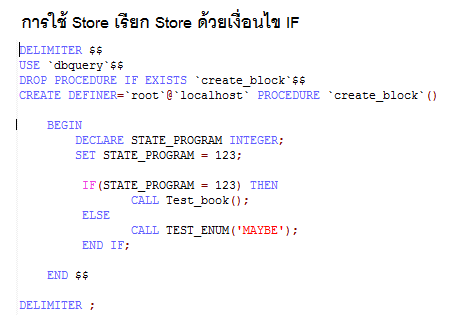 การใช้ Store เรียก Store ด้วยเงื่อนไข IF
DELIMITER $$
USE `dbquery`$$
DROP PROCEDURE IF EXISTS `create_block`$$
CREATE DEFINER=`root`@`localhost` PROCEDURE `create_block`()
BEGIN
DECLARE STATE_PROGRAM INTEGER;
SET STATE_PROGRAM = 123;
IF(STATE_PROGRAM = 123) THEN
CALL Test_book();
ELSE
CALL TEST_ENUM('MAYBE');
END IF;
END $$
DELIMITER ;